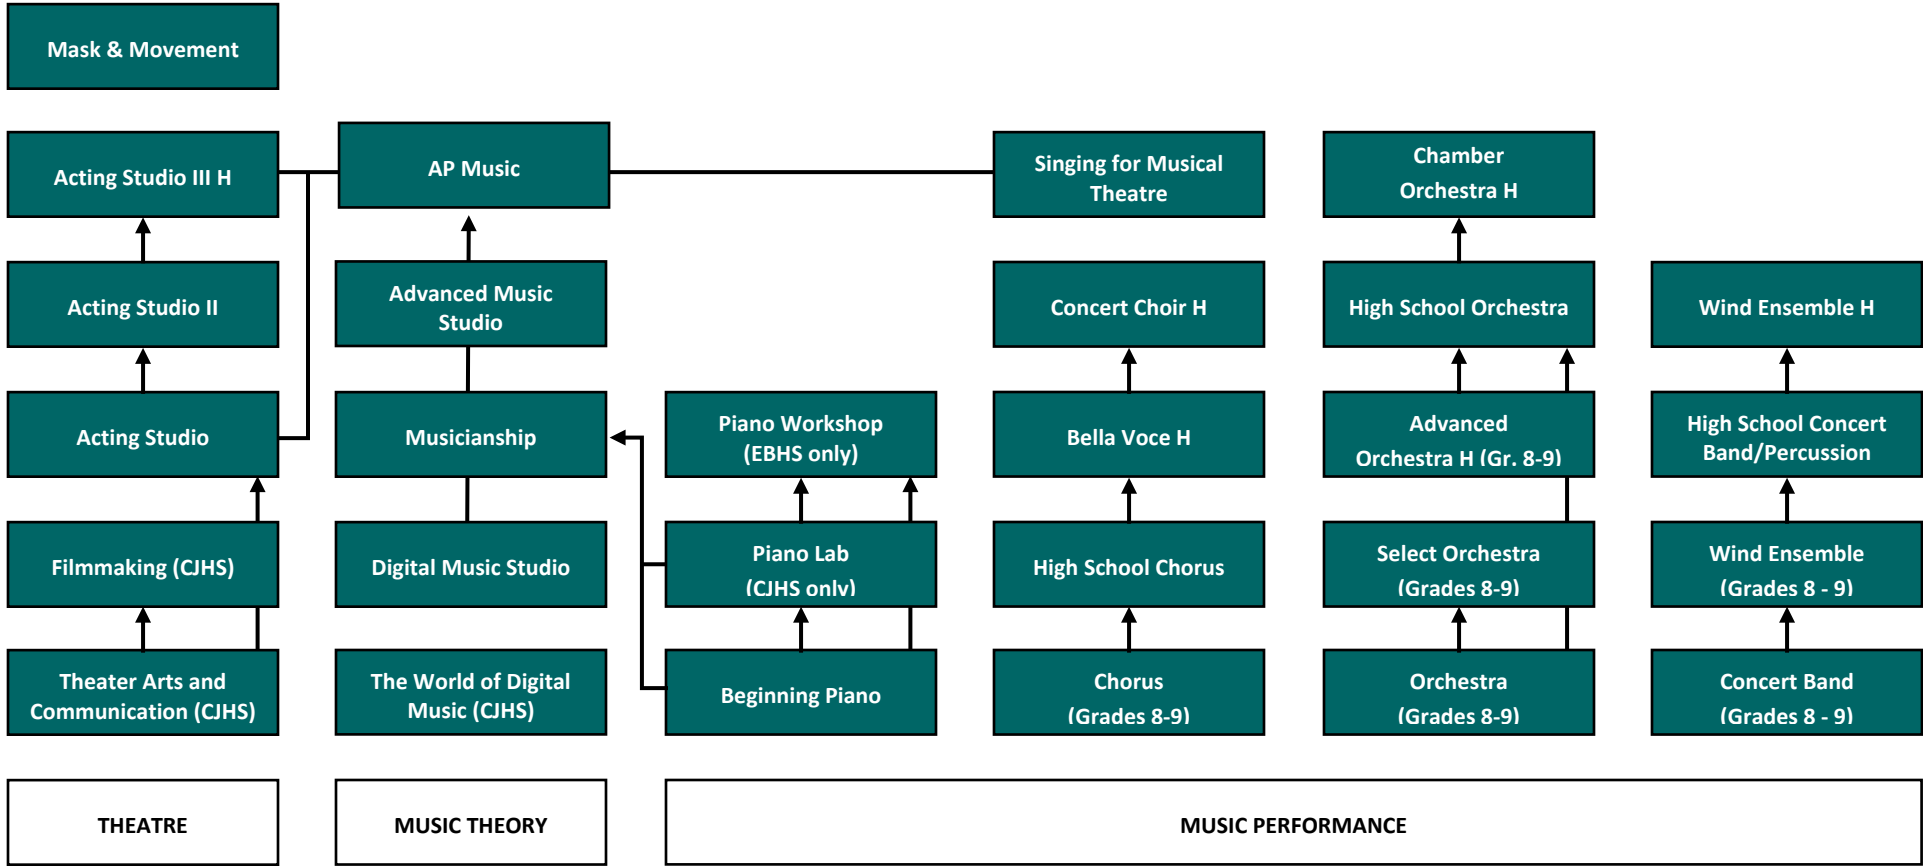 Mask & Movement
Acting Studio III H
AP Music
Singing for Musical
Theatre
Chamber
Orchestra H
Acting Studio II
Advanced Music
Studio
Concert Choir H
High School Orchestra
Wind Ensemble H
Acting Studio
Musicianship
Piano Workshop
(EBHS only)
Bella Voce H
Advanced
Orchestra H (Gr. 8-9)
High School Concert
Band/Percussion
Filmmaking (CJHS)
Digital Music Studio
Piano Lab
(CJHS only)
High School Chorus
Select Orchestra
(Grades 8-9)
Wind Ensemble
(Grades 8 - 9)
Theater Arts and
Communication (CJHS)
The World of Digital
Music (CJHS)
Beginning Piano
Chorus
(Grades 8-9)
Orchestra
(Grades 8-9)
Concert Band
(Grades 8 - 9)
THEATRE
MUSIC THEORY
MUSIC PERFORMANCE